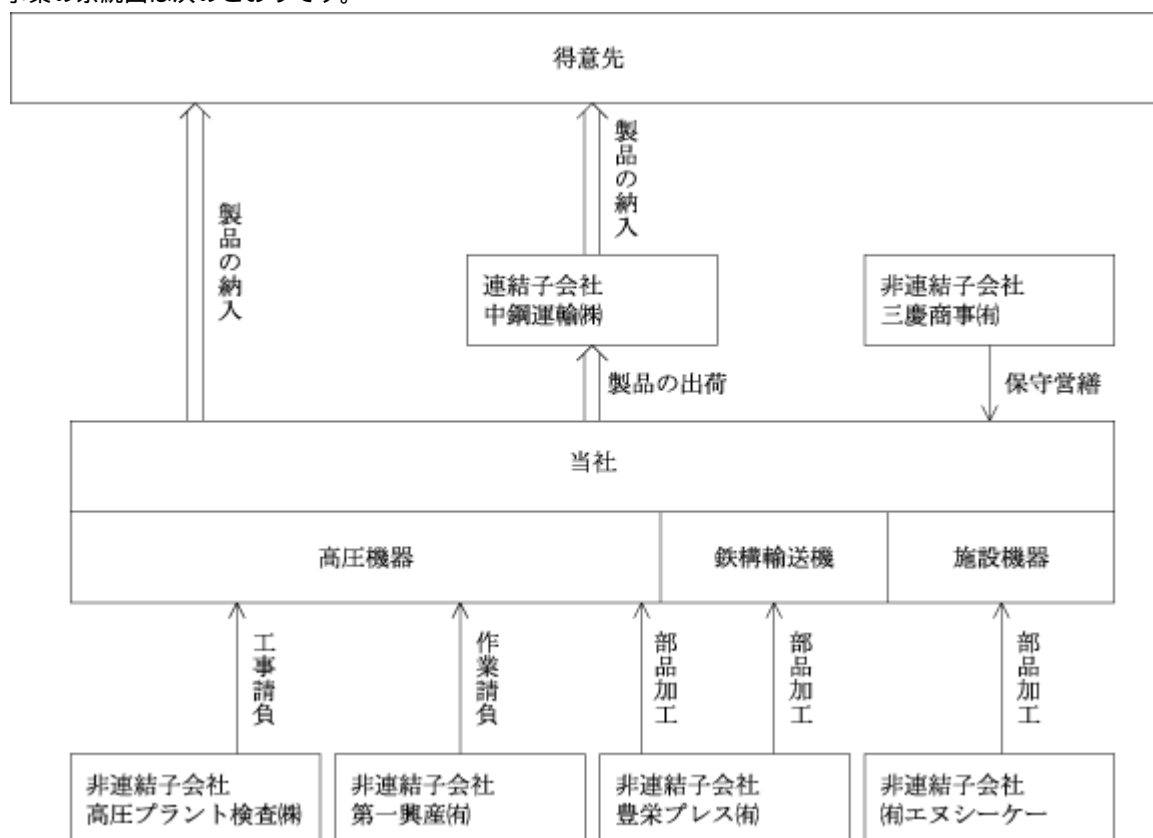 事業の系統図は次のとおりです。
得意先
製品の納入
製品の納入
連結子会社
中鋼運輸㈱
非連結子会社
三慶商事㈲
製品の出荷
保守営繕
当社
高圧機器
鉄構輸送機
施設機器
工事請負
作業請負
部品加工
部品加工
部品加工
非連結子会社
高圧プラント検査㈱
非連結子会社
第一興産㈲
非連結子会社
豊栄プレス㈲
非連結子会社
㈲エヌシーケー